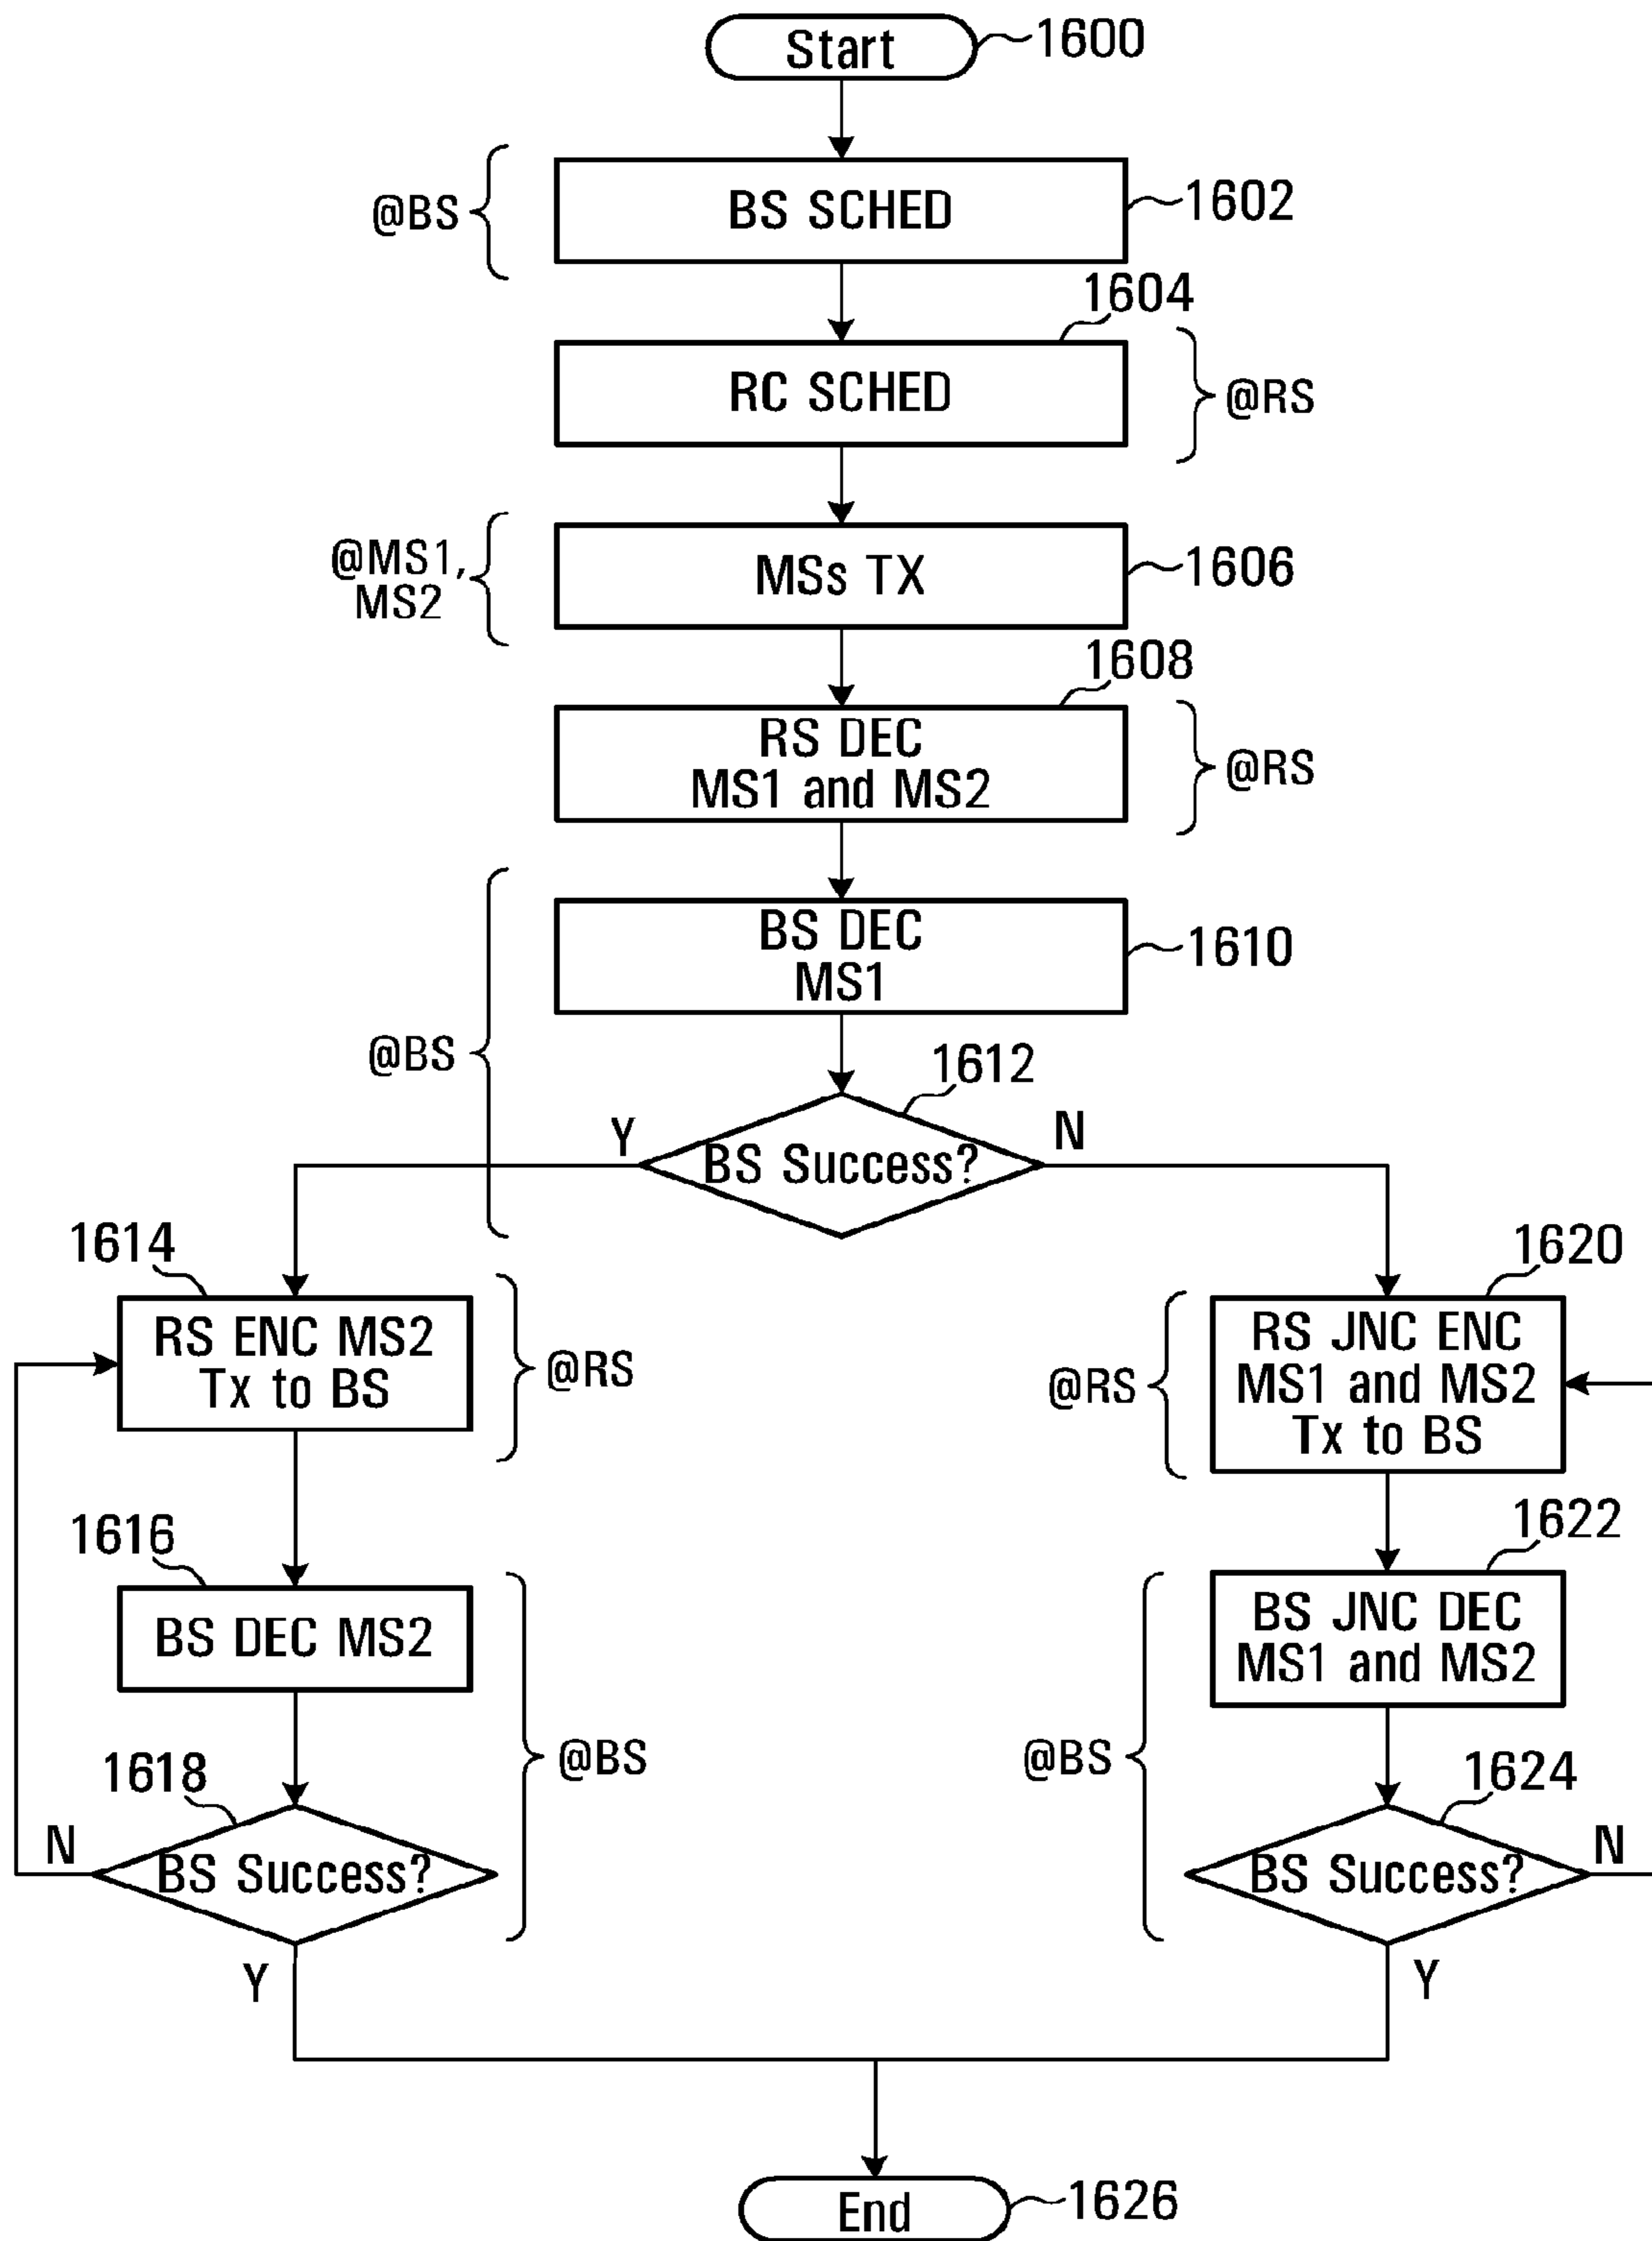 Start
1600
@BS
BS SCHED
1602
1604
RC SCHED
@RS
@MS1,
MS2
MSs TX
1606
1608
RS DEC
MS1 and MS2
@RS
BS DEC
MS1
1610
@BS
1612
Y
BS Success?
N
1614
RS ENC MS2
Tx to BS
@RS
1616
BS DEC MS2
@BS
1618
N
BS Success?
Y
1620
@RS
RS JNC ENC
MS1 and MS2
Tx to BS
1622
BS JNC DEC
MS1 and MS2
@BS
1624
BS Success?
N
Y
End
1626